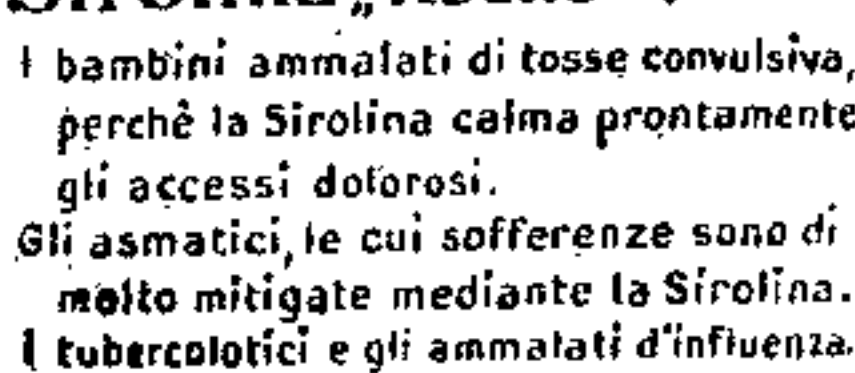 I bambini ammalati di tosse convulsiva,
perchè la Sirolina calma prontamente
gli accessi dolorosi.
Gli asmatici, le cui sofferenze sono di
molto mitigate mediante la Sirolina.
I tubercolotici e gli ammalati d'influenza.